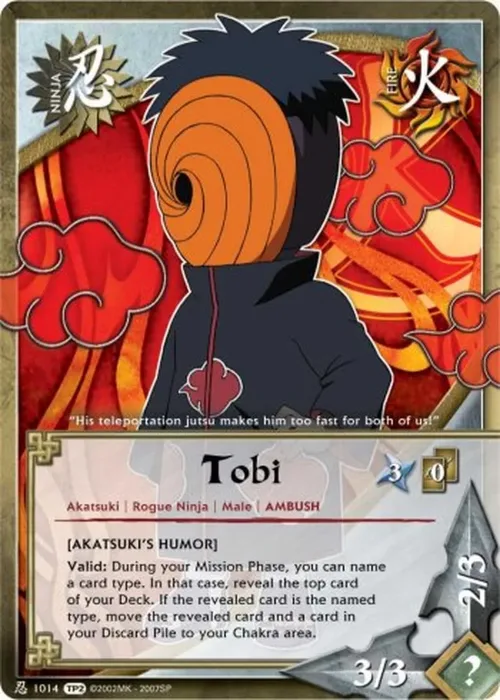 NINJA 忍
FIRE 火
"His teleportation jutsu makes him too fast for both of us!"
Tobi
3 0
Akatsuki | Rogue Ninja | Male | AMBUSH
[AKATSUKI'S HUMOR]
Valid: During your Mission Phase, you can name
a card type. In that case, reveal the top card
of your Deck. If the revealed card is the named
type, move the revealed card and a card in
your Discard Pile to your Chakra area.
2/3
3/3
?
忍 1014 TP2 ©2002MK - 2007SP